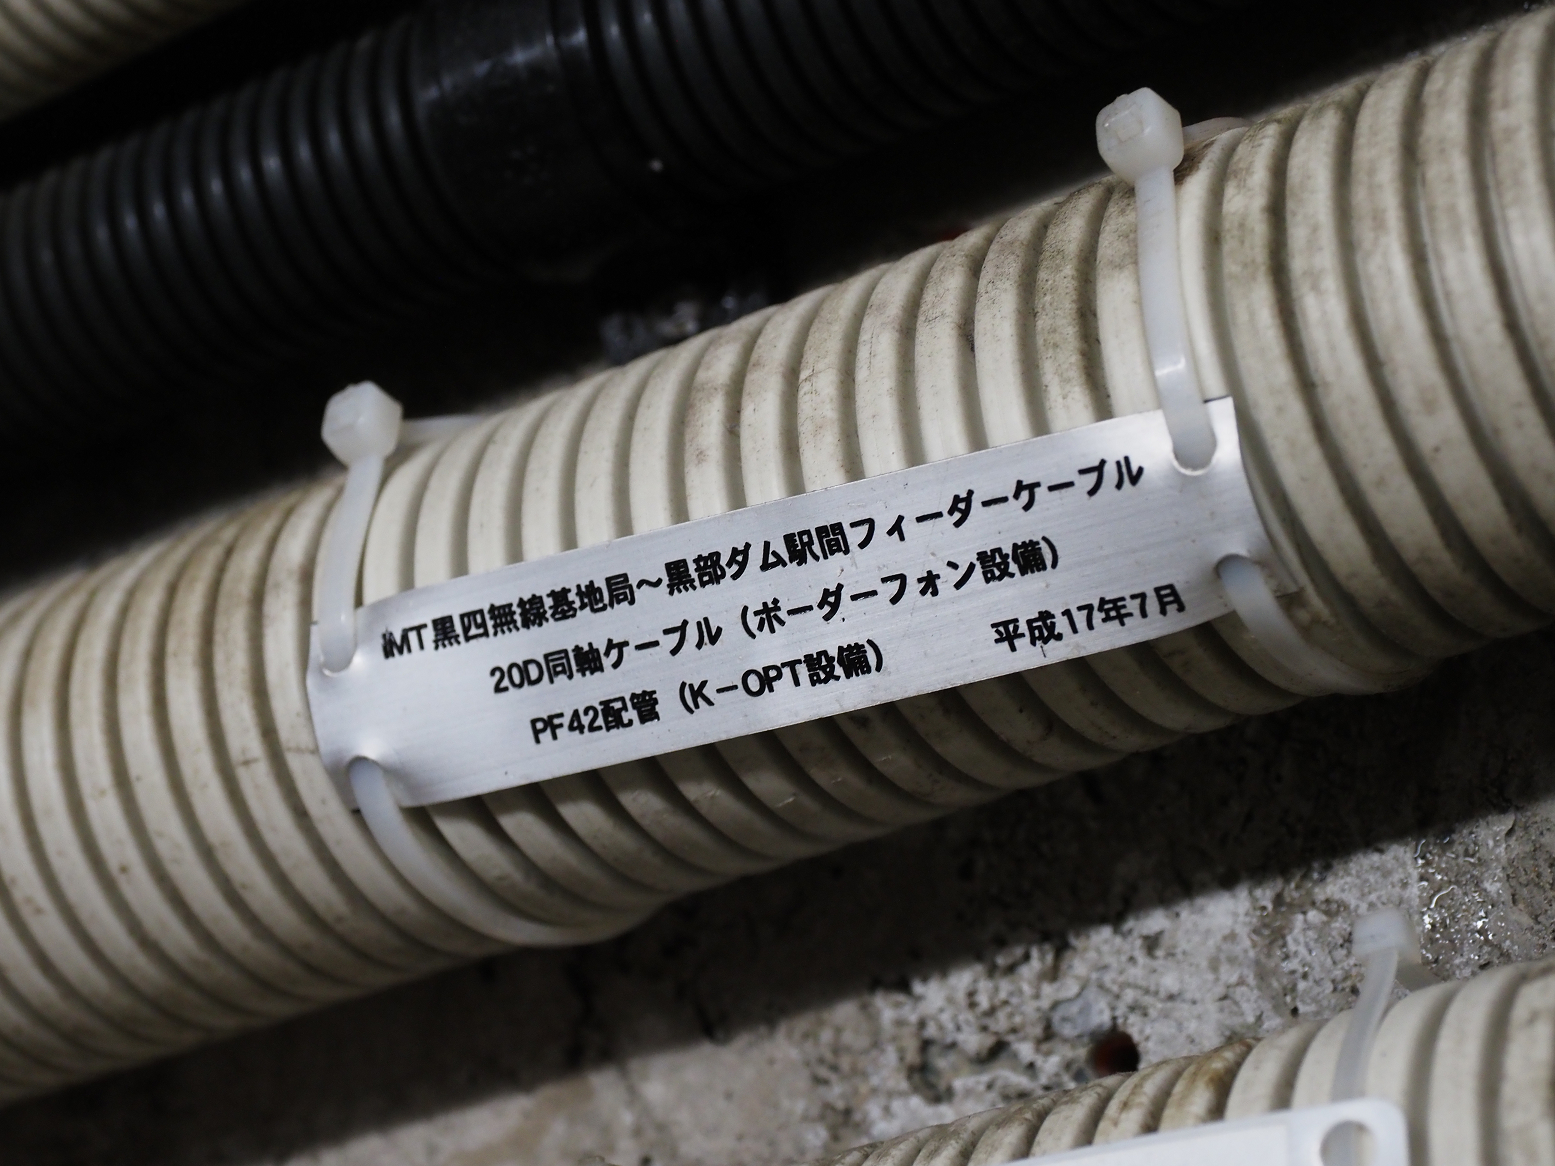 IMT黒四無線基地局～黒部ダム駅間フィーダーケーブル
20D同軸ケーブル（ボーダーフォン設備）
PF42配管（K－OPT設備） 平成17年7月